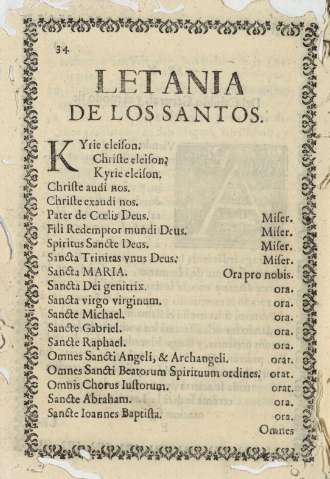 34
LETANIA
DE LOS SANTOS.
KYrie eleison.
Christe eleison?
Kyrie eleison.
Christe audi nos.
Christe exaudi nos.
Pater de Cœlis Deus. Miser.
Fili Redemptor mundi Deus. Miser.
Spiritus Sancte Deus. Miser.
Sancta Trinitas vnus Deus. Miser.
Sancta MARIA. Ora pro nobis.
Sancta Dei genitrix. ora.
Sancta virgo virginum. ora.
Sancte Michael. ora.
Sancte Gabriel. ora.
Sancte Raphael. ora.
Omnes Sancti Angeli, & Archangeli. orat.
Omnes Sancti Beatorum Spirituum ordines. orat.
Omnis Chorus Iustorum. orat.
Sancte Abraham. ora.
Sancte Ioannes Baptista. ora.
Omnes